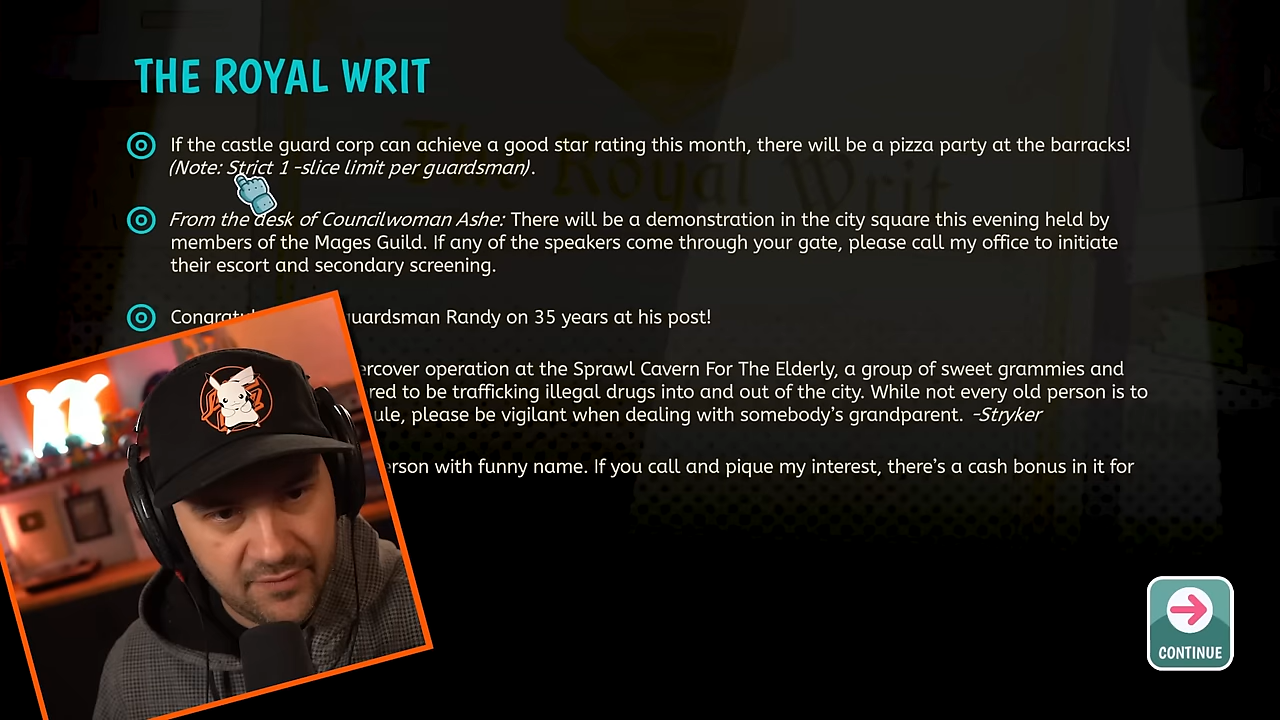 THE ROYAL WRIT
If the castle guard corp can achieve a good star rating this month, there will be a pizza party at the barracks!
(Note: Strict 1 -slice limit per guardsman).
From the desk of Councilwoman Ashe: There will be a demonstration in the city square this evening held by
members of the Mages Guild. If any of the speakers come through your gate, please call my office to initiate
their escort and secondary screening.
guardsman Randy on 35 years at his post!
operation at the Sprawl Cavern For The Elderly, a group of sweet grammies and
to be trafficking illegal drugs into and out of the city. While not every old person is to
please be vigilant when dealing with somebody's grandparent. -Stryker
with funny name. If you call and pique my interest, there's a cash bonus in it for
CONTINUE
The Royal Writ